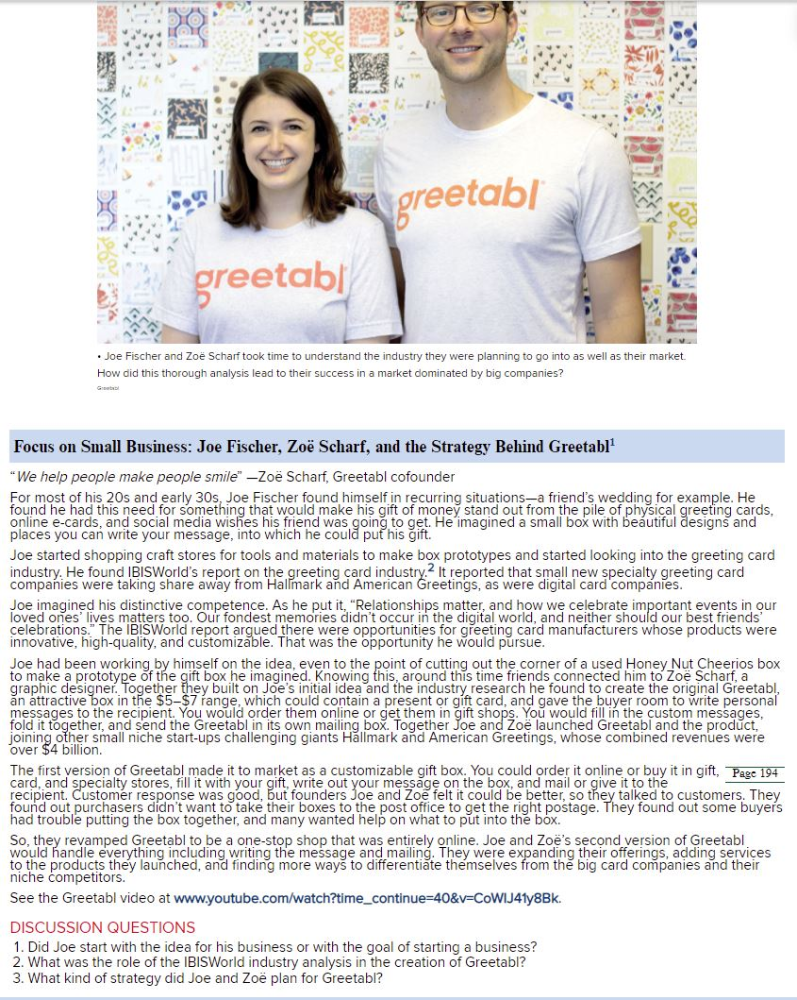 greetabl
greetabl
• Joe Fischer and Zoë Scharf took time to understand the industry they were planning to go into as well as their market.
How did this thorough analysis lead to their success in a market dominated by big companies?
Greetabl
Focus on Small Business: Joe Fischer, Zoë Scharf, and the Strategy Behind Greetabl¹
“We help people make people smile” —Zoë Scharf, Greetabl cofounder
For most of his 20s and early 30s, Joe Fischer found himself in recurring situations—a friend’s wedding for example. He
found he had this need for something that would make his gift of money stand out from the pile of physical greeting cards,
online e-cards, and social media wishes his friend was going to get. He imagined a small box with beautiful designs and
places you can write your message, into which he could put his gift.
Joe started shopping craft stores for tools and materials to make box prototypes and started looking into the greeting card
industry. He found IBISWorld’s report on the greeting card industry.² It reported that small new specialty greeting card
companies were taking share away from Hallmark and American Greetings, as were digital card companies.
Joe imagined his distinctive competence. As he put it, “Relationships matter, and how we celebrate important events in our
loved ones’ lives matters too. Our fondest memories didn’t occur in the digital world, and neither should our best friends’
celebrations.” The IBISWorld report argued there were opportunities for greeting card manufacturers whose products were
innovative, high-quality, and customizable. That was the opportunity he would pursue.
Joe had been working by himself on the idea, even to the point of cutting out the corner of a used Honey Nut Cheerios box
to make a prototype of the gift box he imagined. Knowing this, around this time friends connected him to Zoë Scharf, a
graphic designer. Together they built on Joe’s initial idea and the industry research he found to create the original Greetabl,
an attractive box in the $5–$7 range, which could contain a present or gift card, and gave the buyer room to write personal
messages to the recipient. You would order them online or get them in gift shops. You would fill in the custom messages,
fold it together, and send the Greetabl in its own mailing box. Together Joe and Zoë launched Greetabl and the product,
joining other small niche start-ups challenging giants Hallmark and American Greetings, whose combined revenues were
over $4 billion.
The first version of Greetabl made it to market as a customizable gift box. You could order it online or buy it in gift,
Page 194
card, and specialty stores, fill it with your gift, write out your message on the box, and mail or give it to the
recipient. Customer response was good, but founders Joe and Zoë felt it could be better, so they talked to customers. They
found out purchasers didn’t want to take their boxes to the post office to get the right postage. They found out some buyers
had trouble putting the box together, and many wanted help on what to put into the box.
So, they revamped Greetabl to be a one-stop shop that was entirely online. Joe and Zoë’s second version of Greetabl
would handle everything including writing the message and mailing. They were expanding their offerings, adding services
to the products they launched, and finding more ways to differentiate themselves from the big card companies and their
niche competitors.
See the Greetabl video at www.youtube.com/watch?time_continue=40&v=CoWIJ41y8Bk.
DISCUSSION QUESTIONS
1. Did Joe start with the idea for his business or with the goal of starting a business?
2. What was the role of the IBISWorld industry analysis in the creation of Greetabl?
3. What kind of strategy did Joe and Zoë plan for Greetabl?